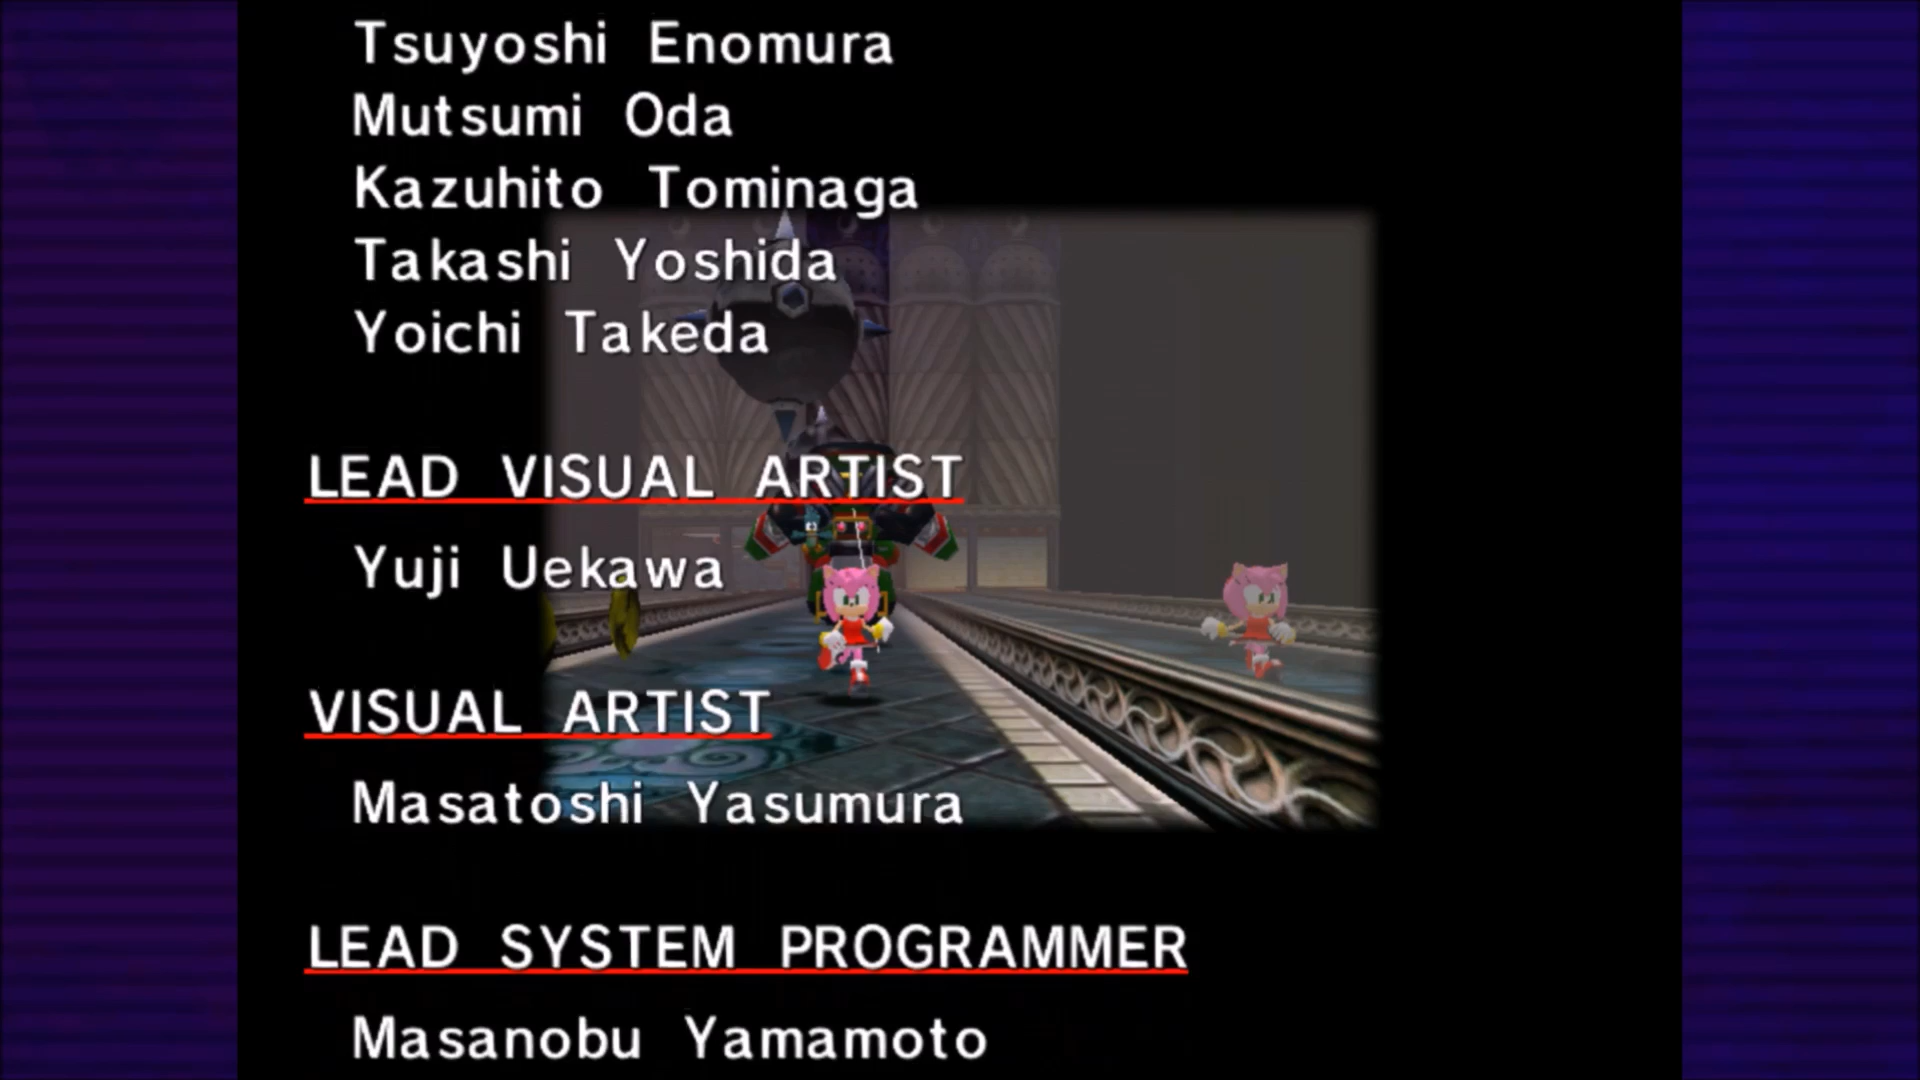 Tsuyoshi Enomura
Mutsumi Oda
Kazuhito Tominaga
Takashi Yoshida
Yoichi Takeda
LEAD VISUAL ARTIST
Yuji Uekawa
VISUAL ARTIST
Masatoshi Yasumura
LEAD SYSTEM PROGRAMMER
Masanobu Yamamoto